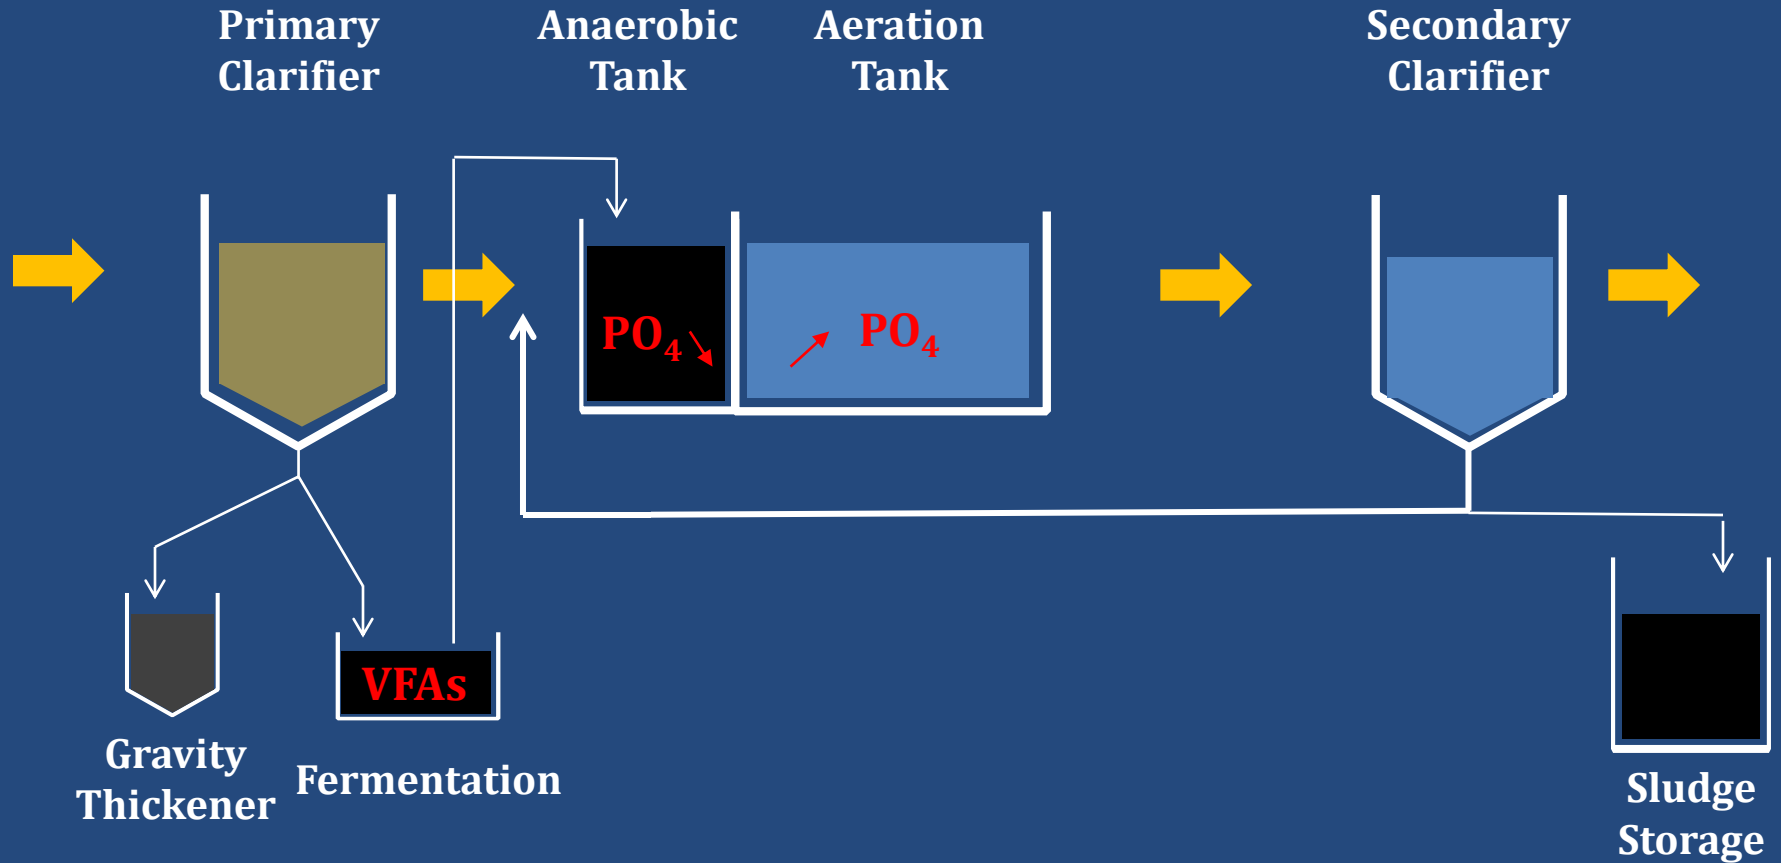 Primary
Clarifier
Anaerobic
Tank
Aeration
Tank
Secondary
Clarifier
PO₄
PO₄
VFAs
Gravity
Thickener
Fermentation
Sludge
Storage